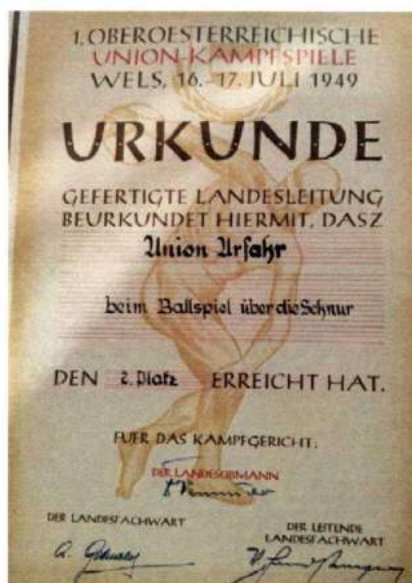 1. OBEROESTERREICHISCHE
UNION-KAMPFSPIELE
WELS, 16.-17. JULI 1949
URKUNDE
GEFERTIGTE LANDESLEITUNG
BEURKUNDET HIERMIT, DASZ
Union Urfahr
beim Ballspiel über die Schnur
DEN 2. Platz ERREICHT HAT.
FUER DAS KAMPFGERICHT:
DER LANDESOBMANN
DER LANDESFACHWART
DER LEITENDE
LANDESFACHWART